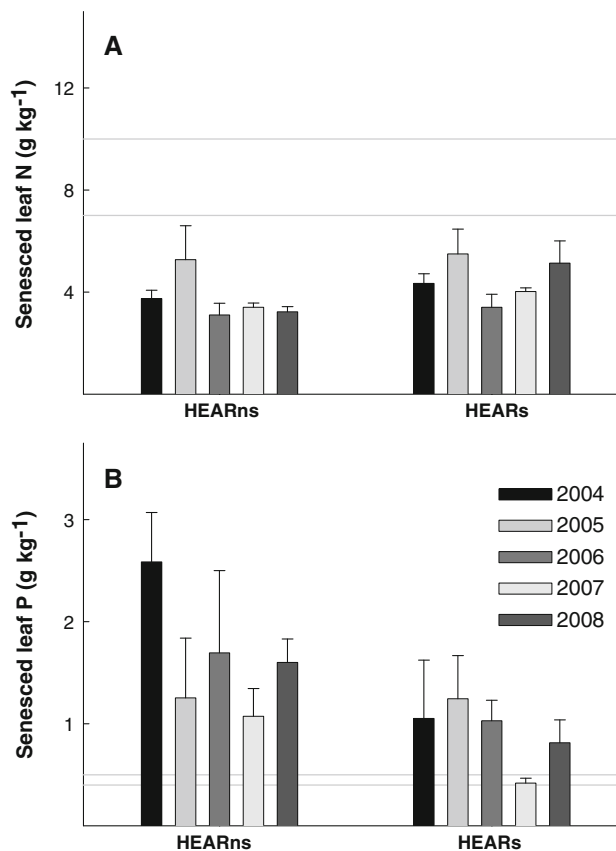 A
Senesced leaf N (g kg-1)
12
8
4
HEARns HEARs
B
Senesced leaf P (g kg-1)
3
2
1
2004
2005
2006
2007
2008
HEARns HEARs